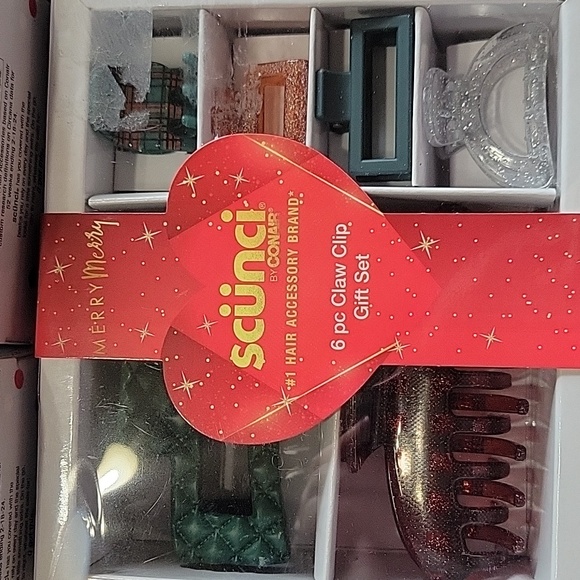 MERRY Merry
scünci®
BY CONAIR®
#1 HAIR ACCESSORY BRAND*
6 pc Claw Clip
Gift Set